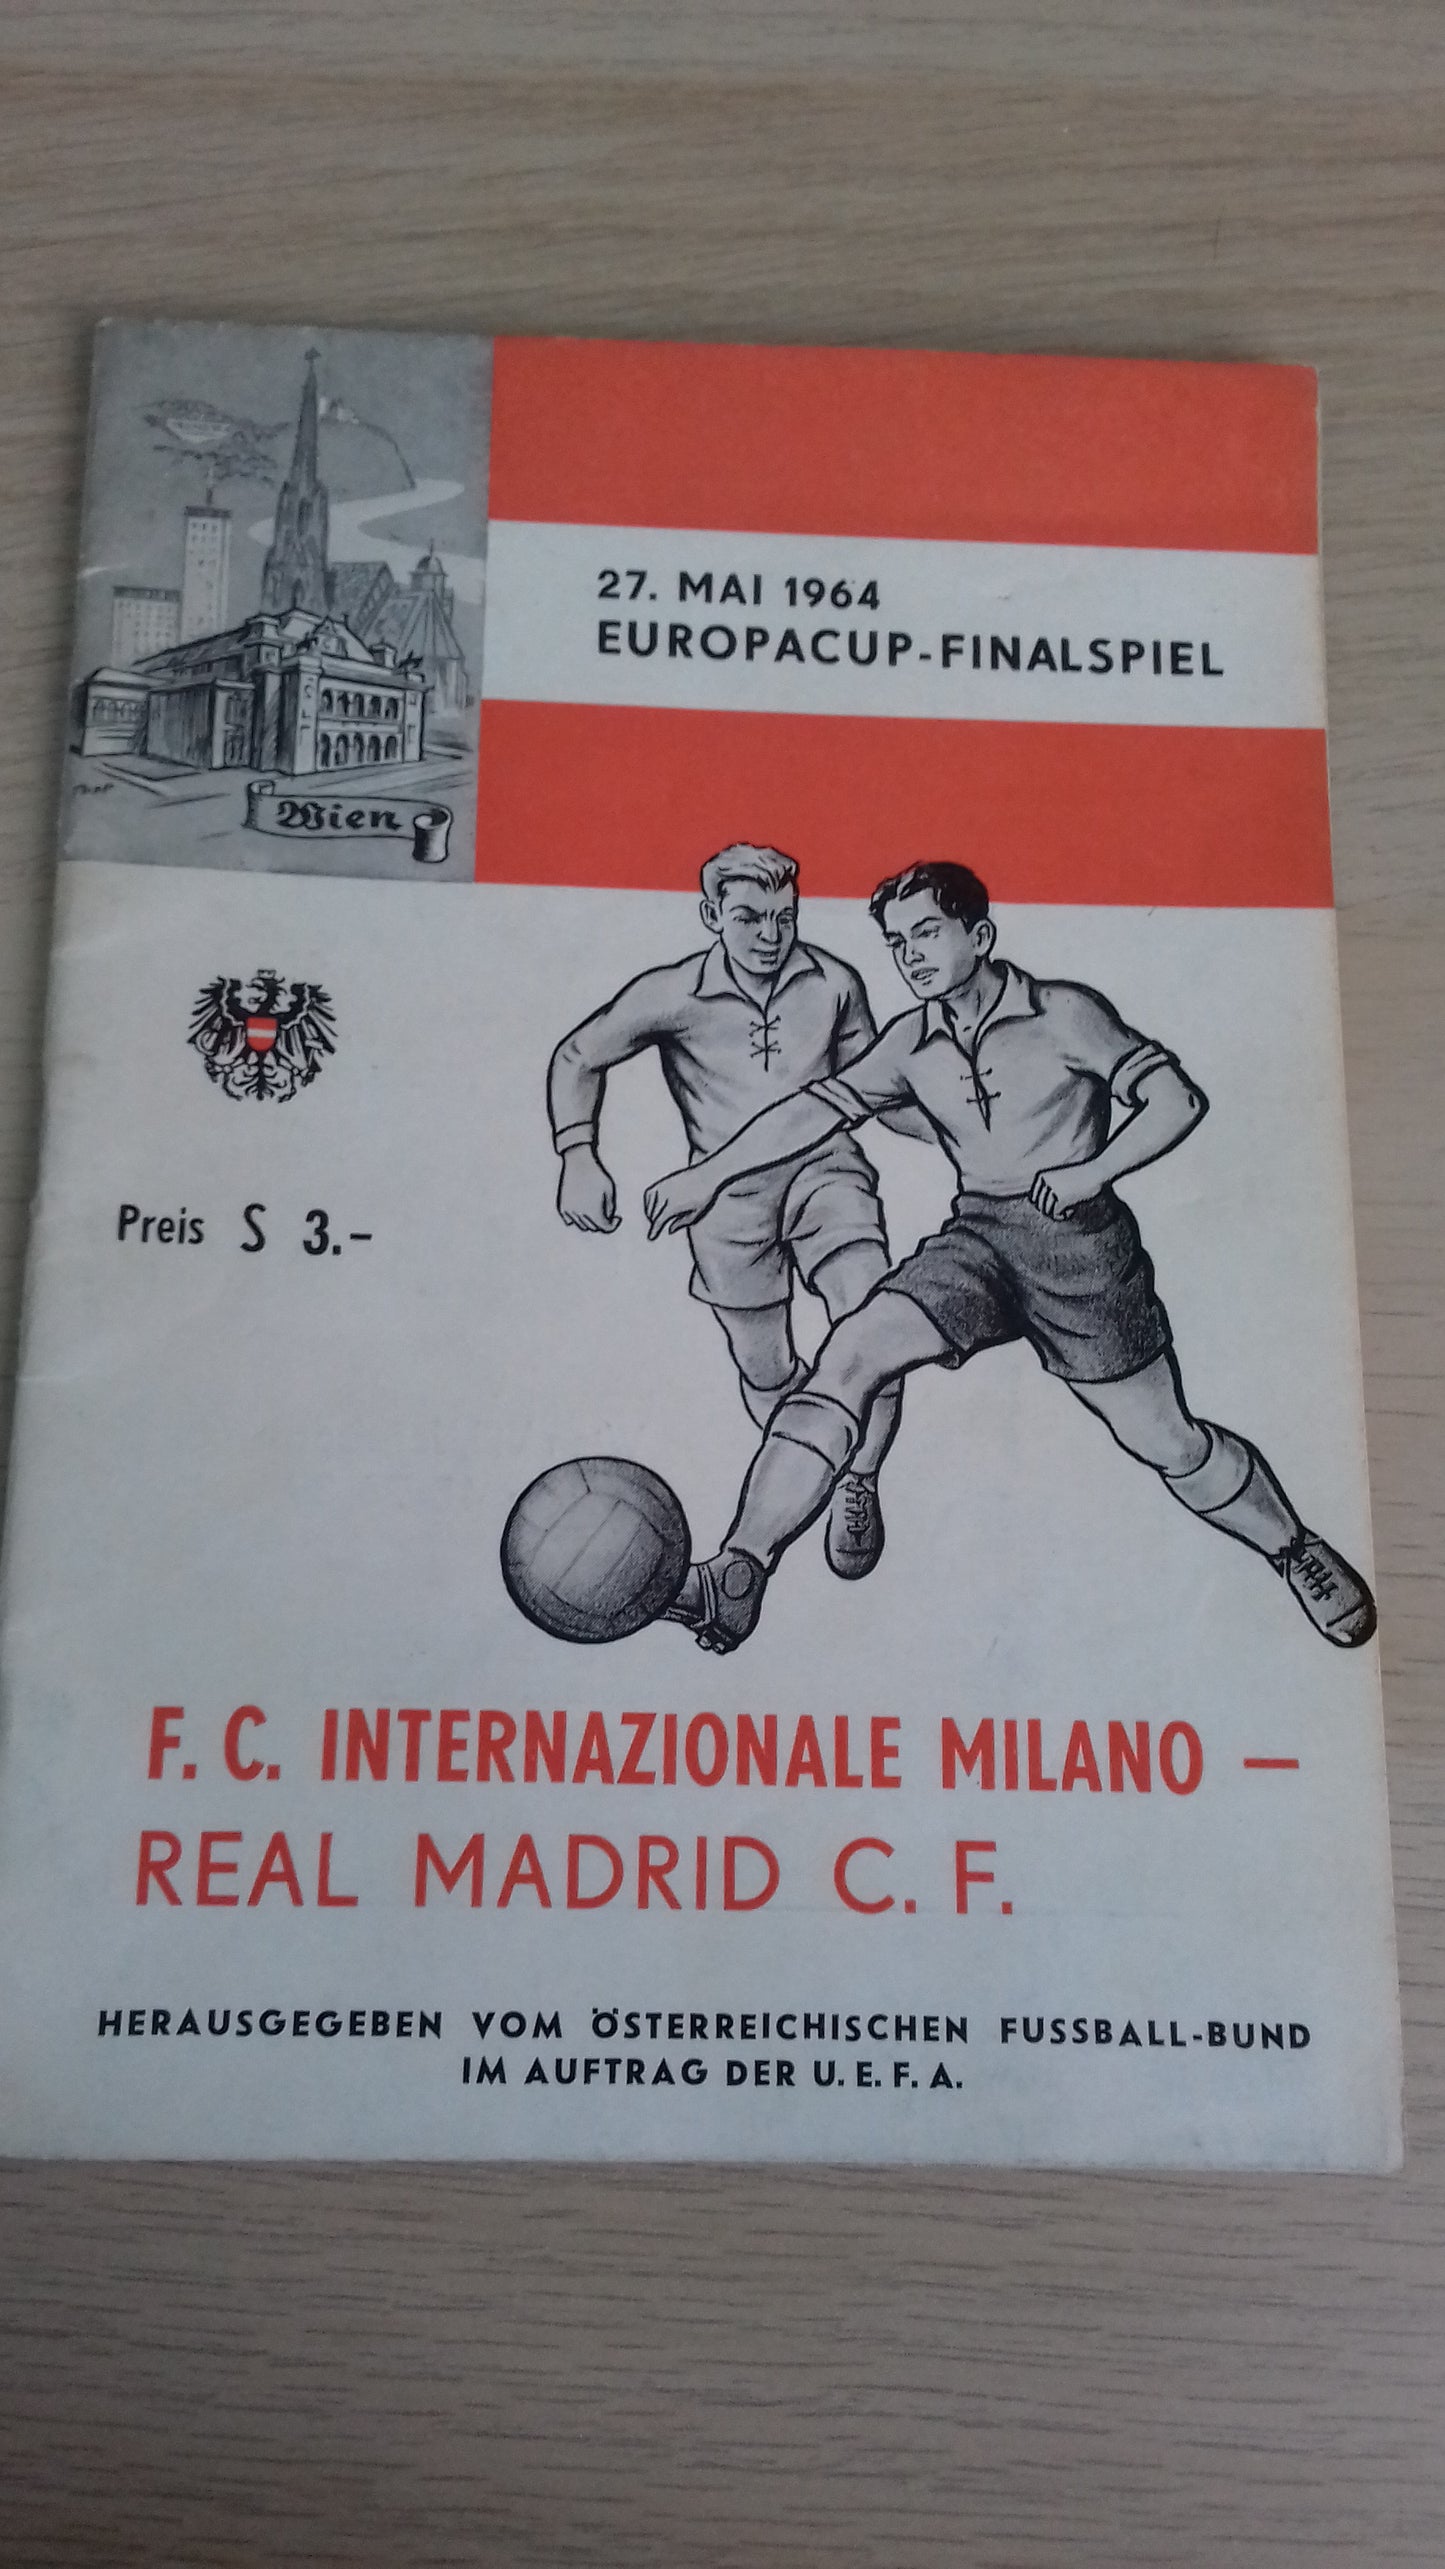 27. MAI 1964
EUROPACUP-FINALSPIEL
Wien
Preis S 3.-
F. C. INTERNAZIONALE MILANO –
REAL MADRID C. F.
HERAUSGEGEBEN VOM ÖSTERREICHISCHEN FUSSBALL-BUND
IM AUFTRAG DER U. E. F. A.